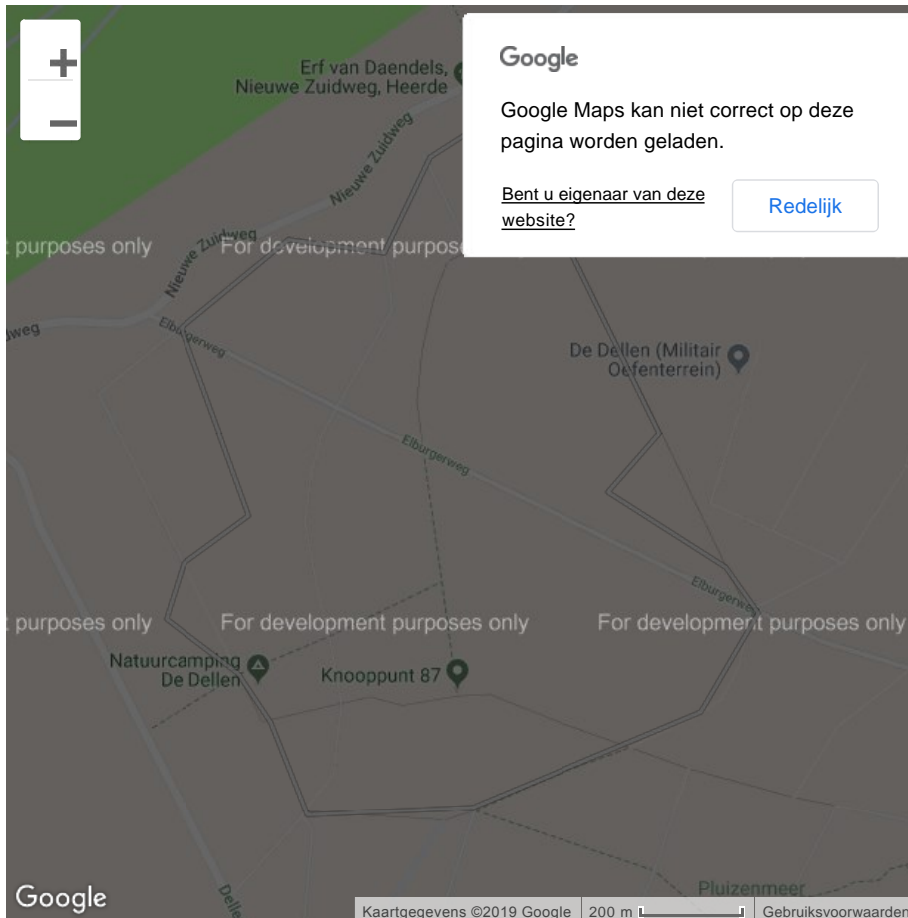 +
Erf van Daendels,
Nieuwe Zuidweg, Heerde
−
Google
Google Maps kan niet correct op deze
pagina worden geladen.
Bent u eigenaar van deze
website?
Redelijk
Nieuwe Zuidweg
Nieuwe Zuidweg
t purposes only
For development purpose
dweg
Elburgerweg
De Dellen (Militair
Oefenterrein)
Elburgerweg
Elburgerweg
t purposes only
For development purposes only
For development purposes only
Natuurcamping
De Dellen
Knooppunt 87
Pluizenmeer
Delle
Google
Kaartgegevens ©2019 Google
200 m
Gebruiksvoorwaarden